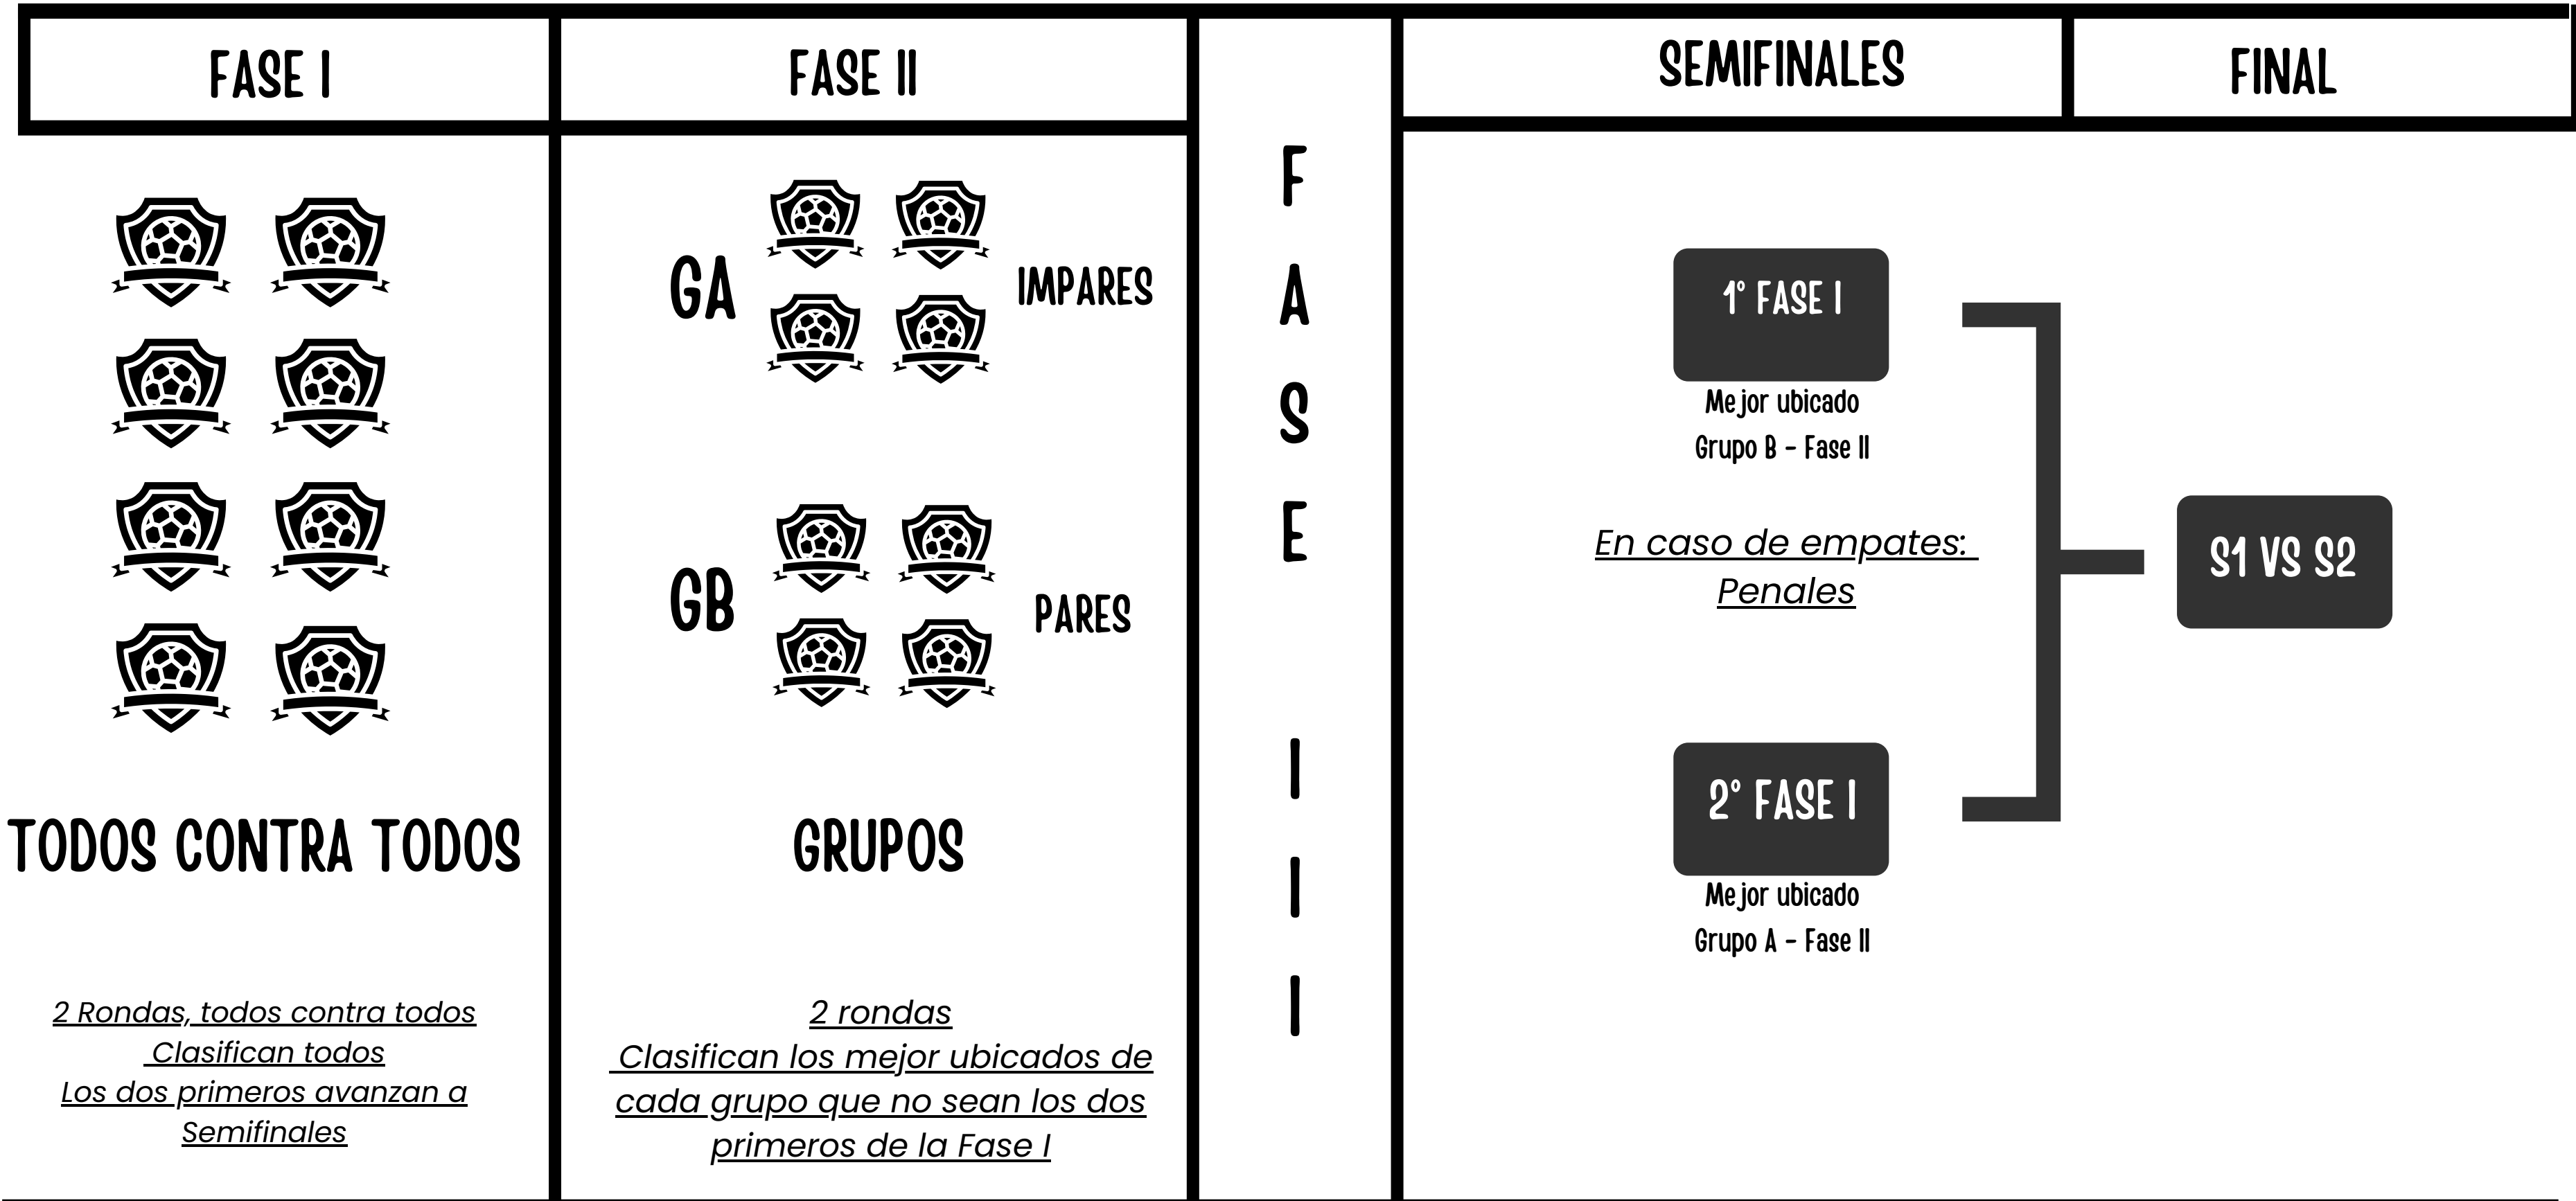 FASE I
FASE II
FASE III
SEMIFINALES
FINAL
TODOS CONTRA TODOS
2 Rondas, todos contra todos
Clasifican todos
Los dos primeros avanzan a
Semifinales
GA
IMPARES
GB
PARES
GRUPOS
2 rondas
Clasifican los mejor ubicados de
cada grupo que no sean los dos
primeros de la Fase I
1° FASE I
Mejor ubicado
Grupo B - Fase II
En caso de empates:
Penales
2° FASE I
Mejor ubicado
Grupo A - Fase II
S1 VS S2